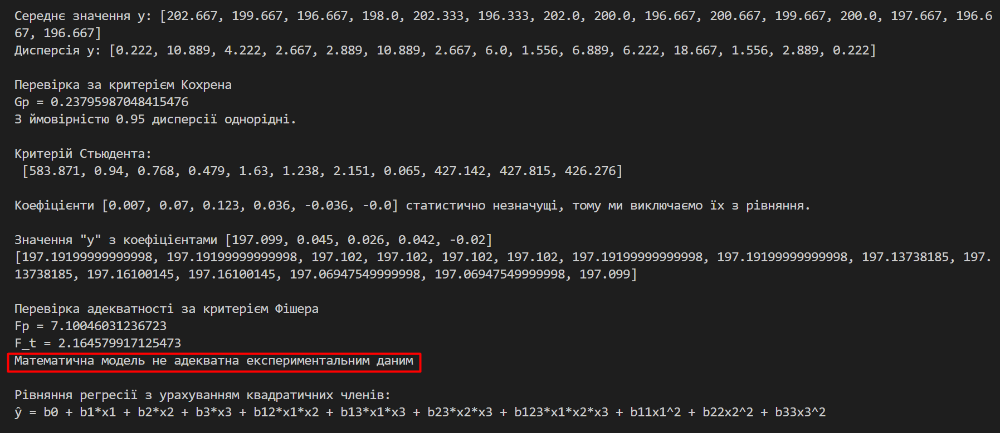 Середнє значення y: [202.667, 199.667, 196.667, 198.0, 202.333, 196.333, 202.0, 200.0, 196.667, 200.667, 199.667, 200.0, 197.667, 196.6
67, 196.667]
Дисперсія y: [0.222, 10.889, 4.222, 2.667, 2.889, 10.889, 2.667, 6.0, 1.556, 6.889, 6.222, 18.667, 1.556, 2.889, 0.222]
Перевірка за критерієм Кохрена
Gp = 0.23795987048415476
З ймовірністю 0.95 дисперсії однорідні.
Критерій Стьюдента:
[583.871, 0.94, 0.768, 0.479, 1.63, 1.238, 2.151, 0.065, 427.142, 427.815, 426.276]
Коефіцієнти [0.007, 0.07, 0.123, 0.036, -0.036, -0.0] статистично незначущі, тому ми виключаємо їх з рівняння.
Значення "y" з коефіцієнтами [197.099, 0.045, 0.026, 0.042, -0.02]
[197.19199999999998, 197.19199999999998, 197.102, 197.102, 197.102, 197.102, 197.19199999999998, 197.19199999999998, 197.13738185, 197.
13738185, 197.16100145, 197.16100145, 197.06947549999998, 197.06947549999998, 197.099]
Перевірка адекватності за критерієм Фішера
Fp = 7.10046031236723
F_t = 2.164579917125473
Математична модель не адекватна експериментальним даним
Рівняння регресії з урахуванням квадратичних членів:
ŷ = b0 + b1*x1 + b2*x2 + b3*x3 + b12*x1*x2 + b13*x1*x3 + b23*x2*x3 + b123*x1*x2*x3 + b11x1^2 + b22x2^2 + b33x3^2